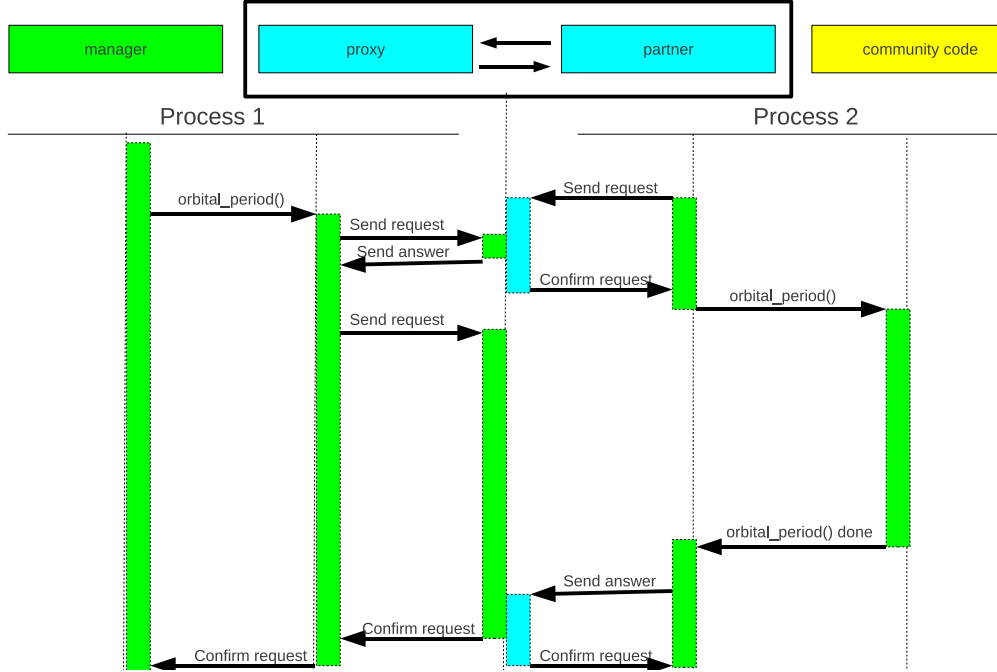 manager
proxy
partner
community code
Process 1
Process 2
Send request
orbital_period()
Send request
Send answer
Confirm request
orbital_period()
Send request
orbital_period() done
Send answer
Confirm request
Confirm request
Confirm request